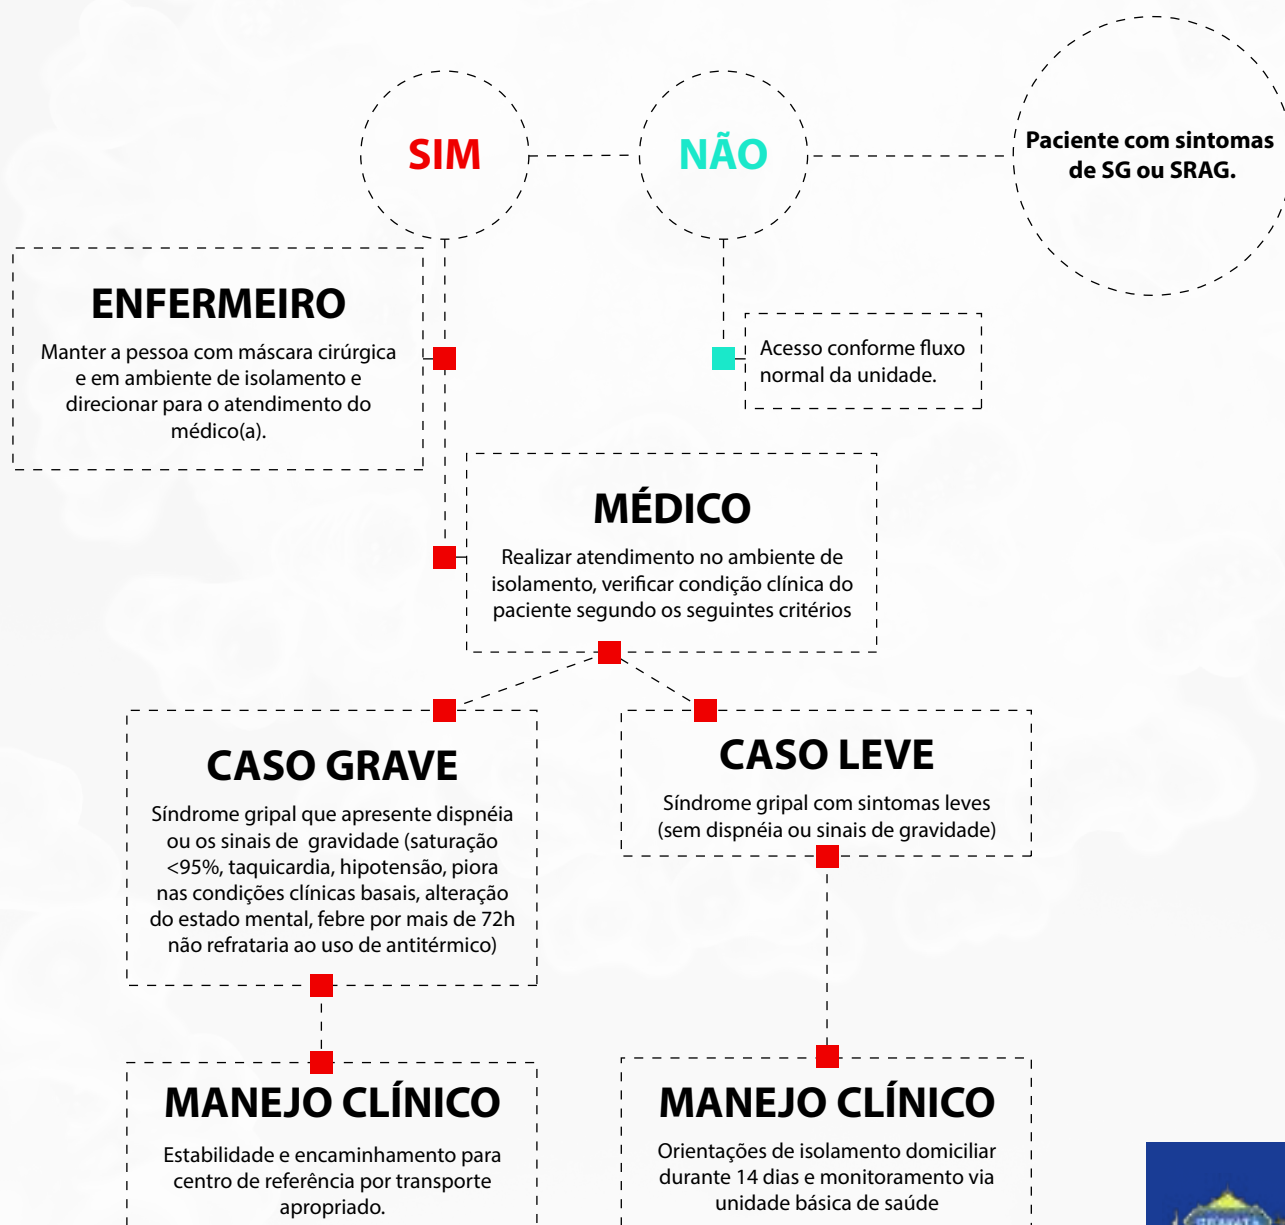 SIM
NÃO
Paciente com sintomas
de SG ou SRAG.
ENFERMEIRO
Manter a pessoa com máscara cirúrgica
e em ambiente de isolamento e
direcionar para o atendimento do
médico(a).
Acesso conforme fluxo
normal da unidade.
MÉDICO
Realizar atendimento no ambiente de
isolamento, verificar condição clínica do
paciente segundo os seguintes critérios
CASO GRAVE
Síndrome gripal que apresente dispnéia
ou os sinais de gravidade (saturação
<95%, taquicardia, hipotensão, piora
nas condições clínicas basais, alteração
do estado mental, febre por mais de 72h
não refrataria ao uso de antitérmico)
CASO LEVE
Síndrome gripal com sintomas leves
(sem dispnéia ou sinais de gravidade)
MANEJO CLÍNICO
Estabilidade e encaminhamento para
centro de referência por transporte
apropriado.
MANEJO CLÍNICO
Orientações de isolamento domiciliar
durante 14 dias e monitoramento via
unidade básica de saúde